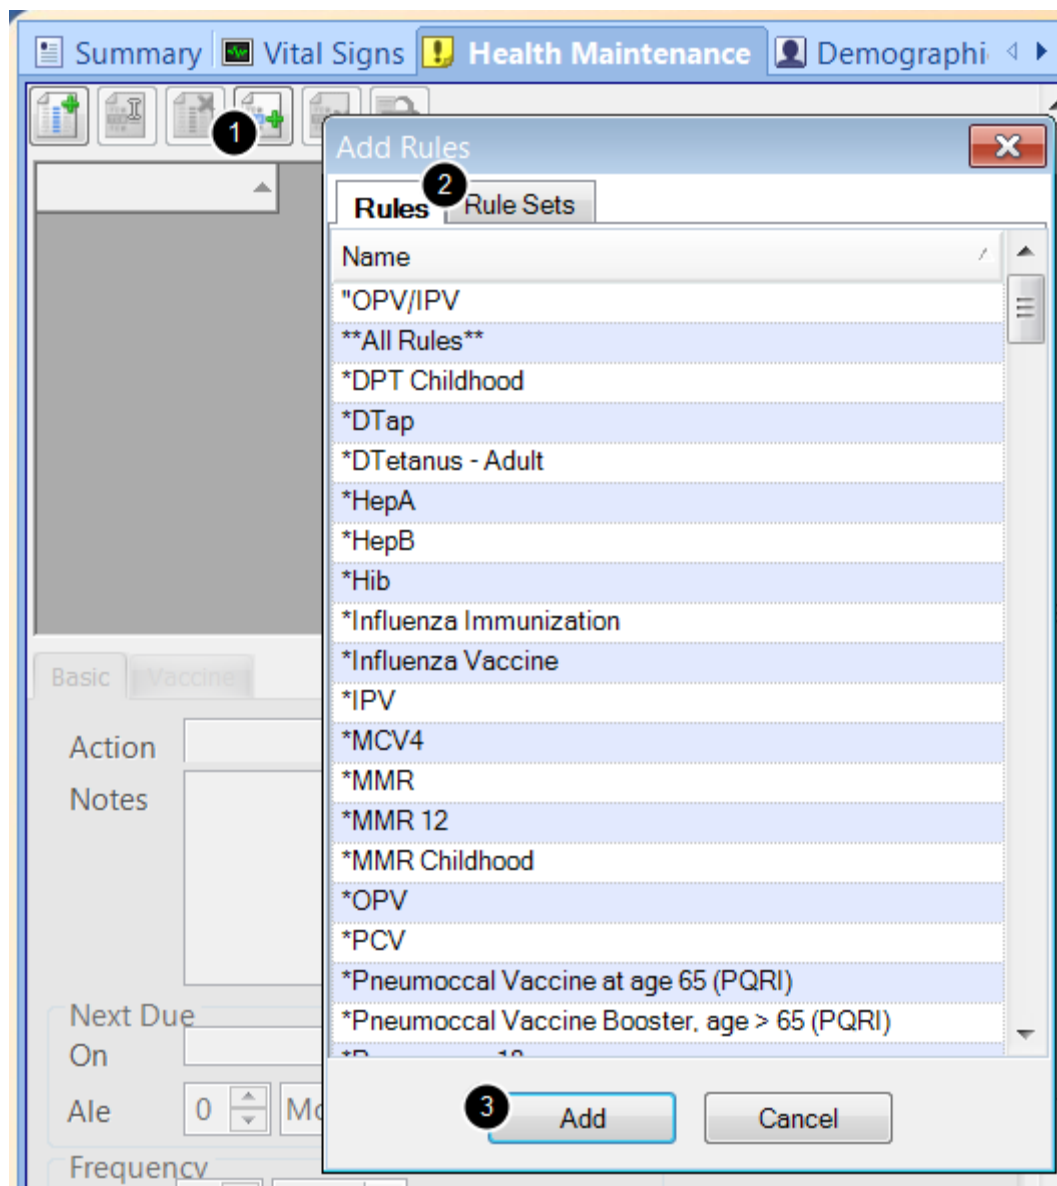 Summary Vital Signs Health Maintenance Demographi
1
Add Rules
2
Rules Rule Sets
Name
"OPV/IPV
**All Rules**
*DPT Childhood
*DTap
*DTetanus - Adult
*HepA
*HepB
*Hib
*Influenza Immunization
*Influenza Vaccine
*IPV
*MCV4
*MMR
*MMR 12
*MMR Childhood
*OPV
*PCV
*Pneumoccal Vaccine at age 65 (PQRI)
*Pneumoccal Vaccine Booster, age > 65 (PQRI)
Basic Vaccine
Action
Notes
Next Due
On
Ale 0 Mo
Frequency
3
Add Cancel